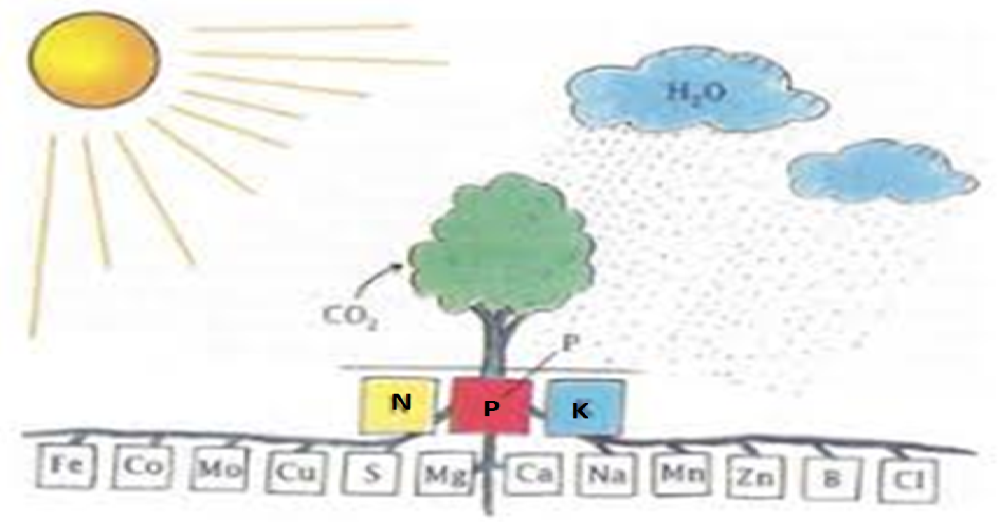 H₂O
CO₂
P
N P K
Fe Co Mo Cu S Mg Ca Na Mn Zn B Cl